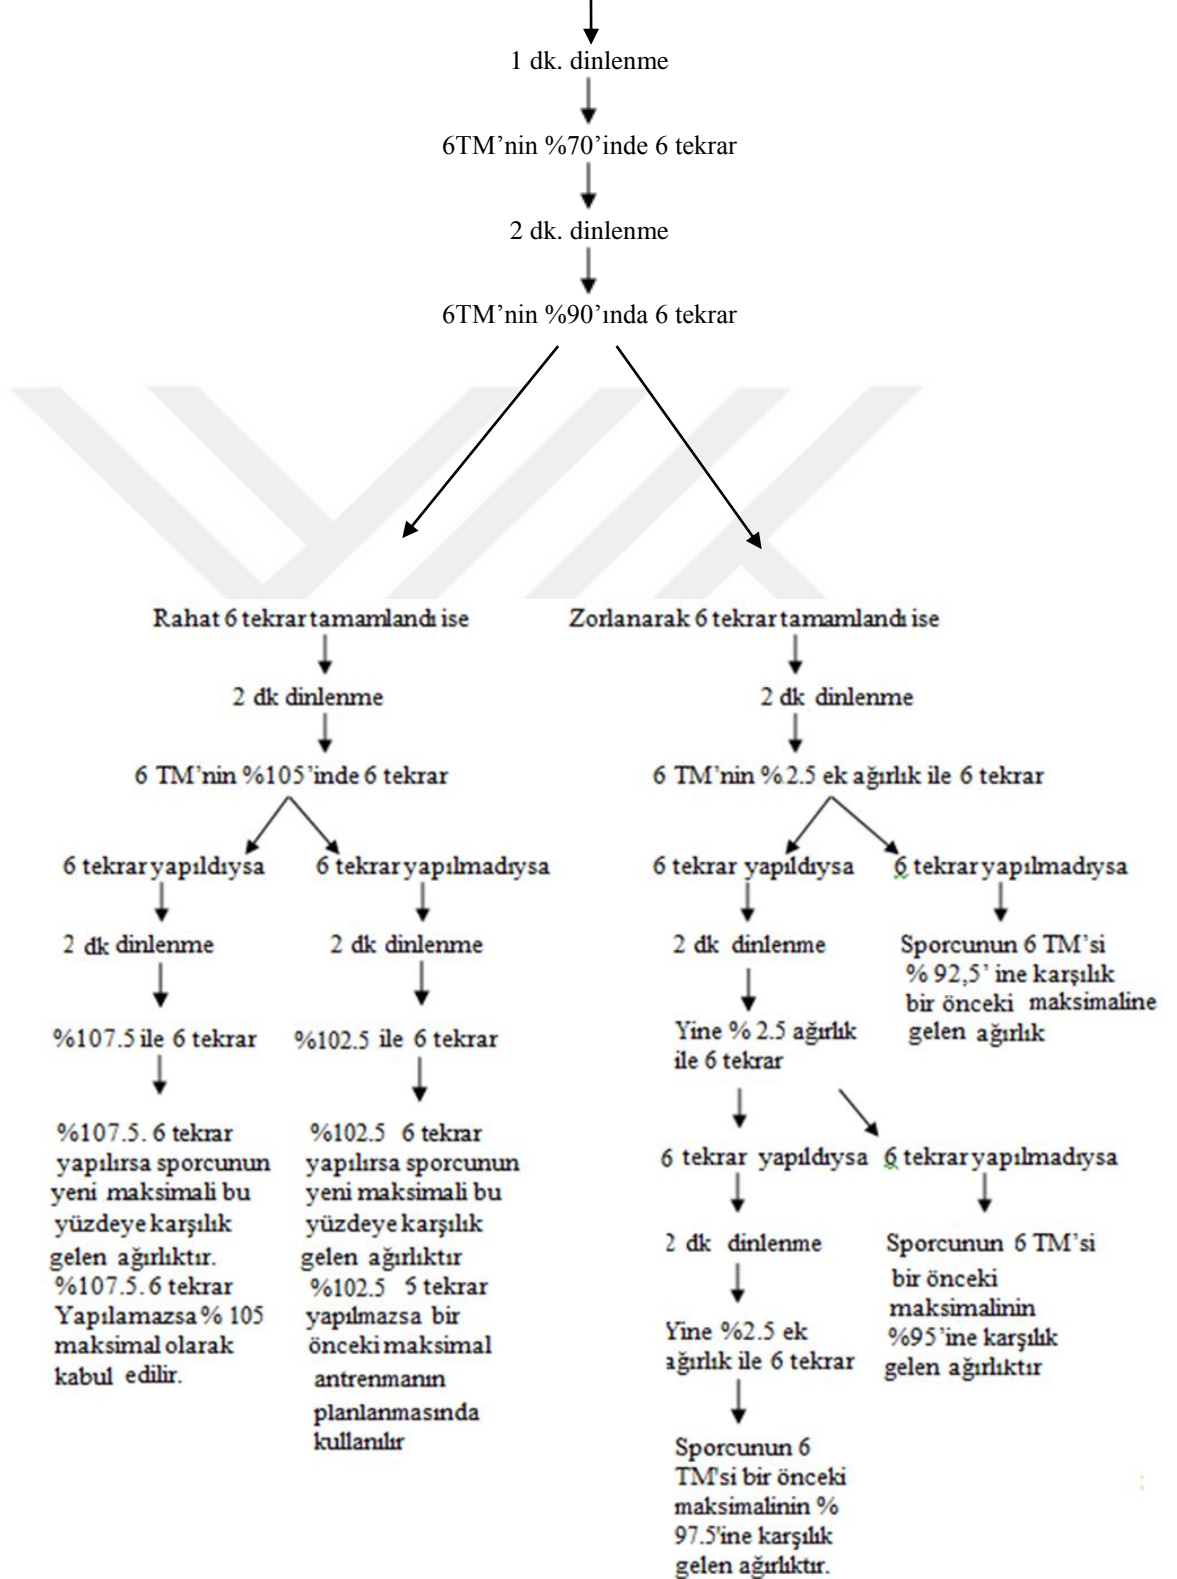 1 dk. dinlenme
6TM’nin %70’inde 6 tekrar
2 dk. dinlenme
6TM’nin %90’ında 6 tekrar
Rahat 6 tekrar tamamlandı ise
2 dk dinlenme
6 TM’nin %105’inde 6 tekrar
6 tekrar yapıldıysa
2 dk dinlenme
%107.5 ile 6 tekrar
%107.5. 6 tekrar
yapılırsa sporcunun
yeni maksimali bu
yüzdeye karşılık
gelen ağırlıktır.
%107.5. 6 tekrar
Yapılamazsa % 105
maksimal olarak
kabul edilir.
6 tekrar yapılmadıysa
2 dk dinlenme
%102.5 ile 6 tekrar
%102.5 6 tekrar
yapılırsa sporcunun
yeni maksimali bu
yüzdeye karşılık
gelen ağırlıktır
%102.5 5 tekrar
yapılmazsa bir
önceki maksimal
antrenmanın
planlanmasında
kullanılır
Zorlanarak 6 tekrar tamamlandı ise
2 dk dinlenme
6 TM’nin %2.5 ek ağırlık ile 6 tekrar
6 tekrar yapıldıysa
2 dk dinlenme
Yine % 2.5 ağırlık
ile 6 tekrar
6 tekrar yapıldıysa
2 dk dinlenme
Yine %2.5 ek
ağırlık ile 6 tekrar
Sporcunun 6
TM'si bir önceki
maksimalinin %
97.5'ine karşılık
gelen ağırlıktır.
6 tekrar yapılmadıysa
Sporcunun 6 TM’si
bir önceki
maksimalinin
%95’ine karşılık
gelen ağırlıktır
6 tekrar yapılmadıysa
Sporcunun 6 TM’si
% 92,5’ ine karşılık
bir önceki maksimaline
gelen ağırlık